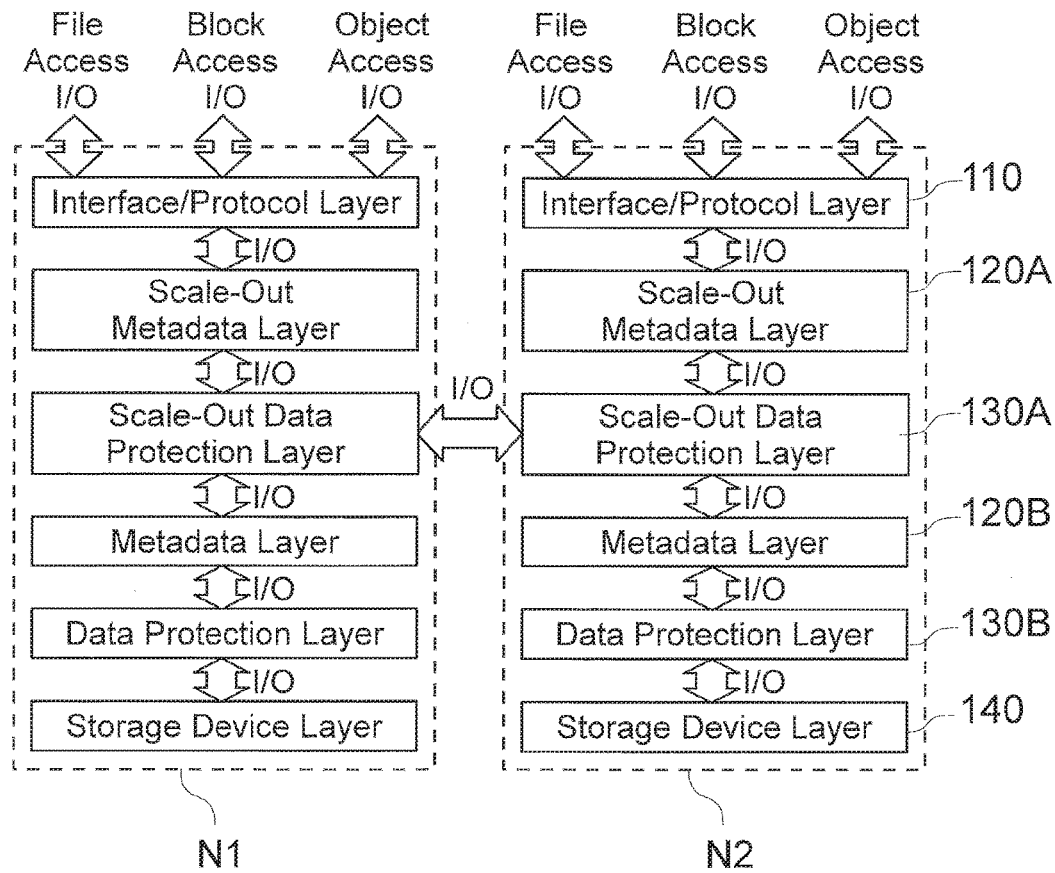 File Access I/O
Block Access I/O
Object Access I/O
Interface/Protocol Layer
I/O
Scale-Out
Metadata Layer
I/O
Scale-Out Data
Protection Layer
I/O
Metadata Layer
I/O
Data Protection Layer
I/O
Storage Device Layer
N1
I/O
File Access I/O
Block Access I/O
Object Access I/O
Interface/Protocol Layer
110
I/O
Scale-Out
Metadata Layer
120A
I/O
Scale-Out Data
Protection Layer
130A
I/O
Metadata Layer
120B
I/O
Data Protection Layer
130B
I/O
Storage Device Layer
140
N2